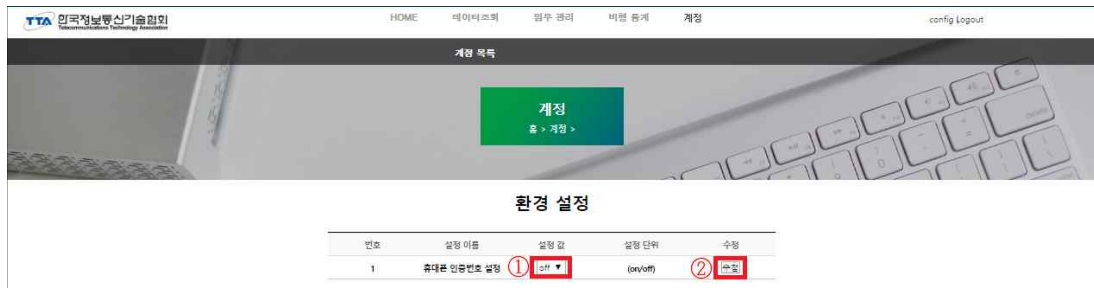 TTA 한국정보통신기술협회
Telecommunications Technology Association
HOME 데이터조회 임무 관리 비행 통계 계정
config Logout
계정 목록
계정
홈 > 계정 >
환경 설정
번호 설정 이름 설정 값 설정 단위 수정
1 휴대폰 인증번호 설정 ① off ▼ (on/off) ② 수정